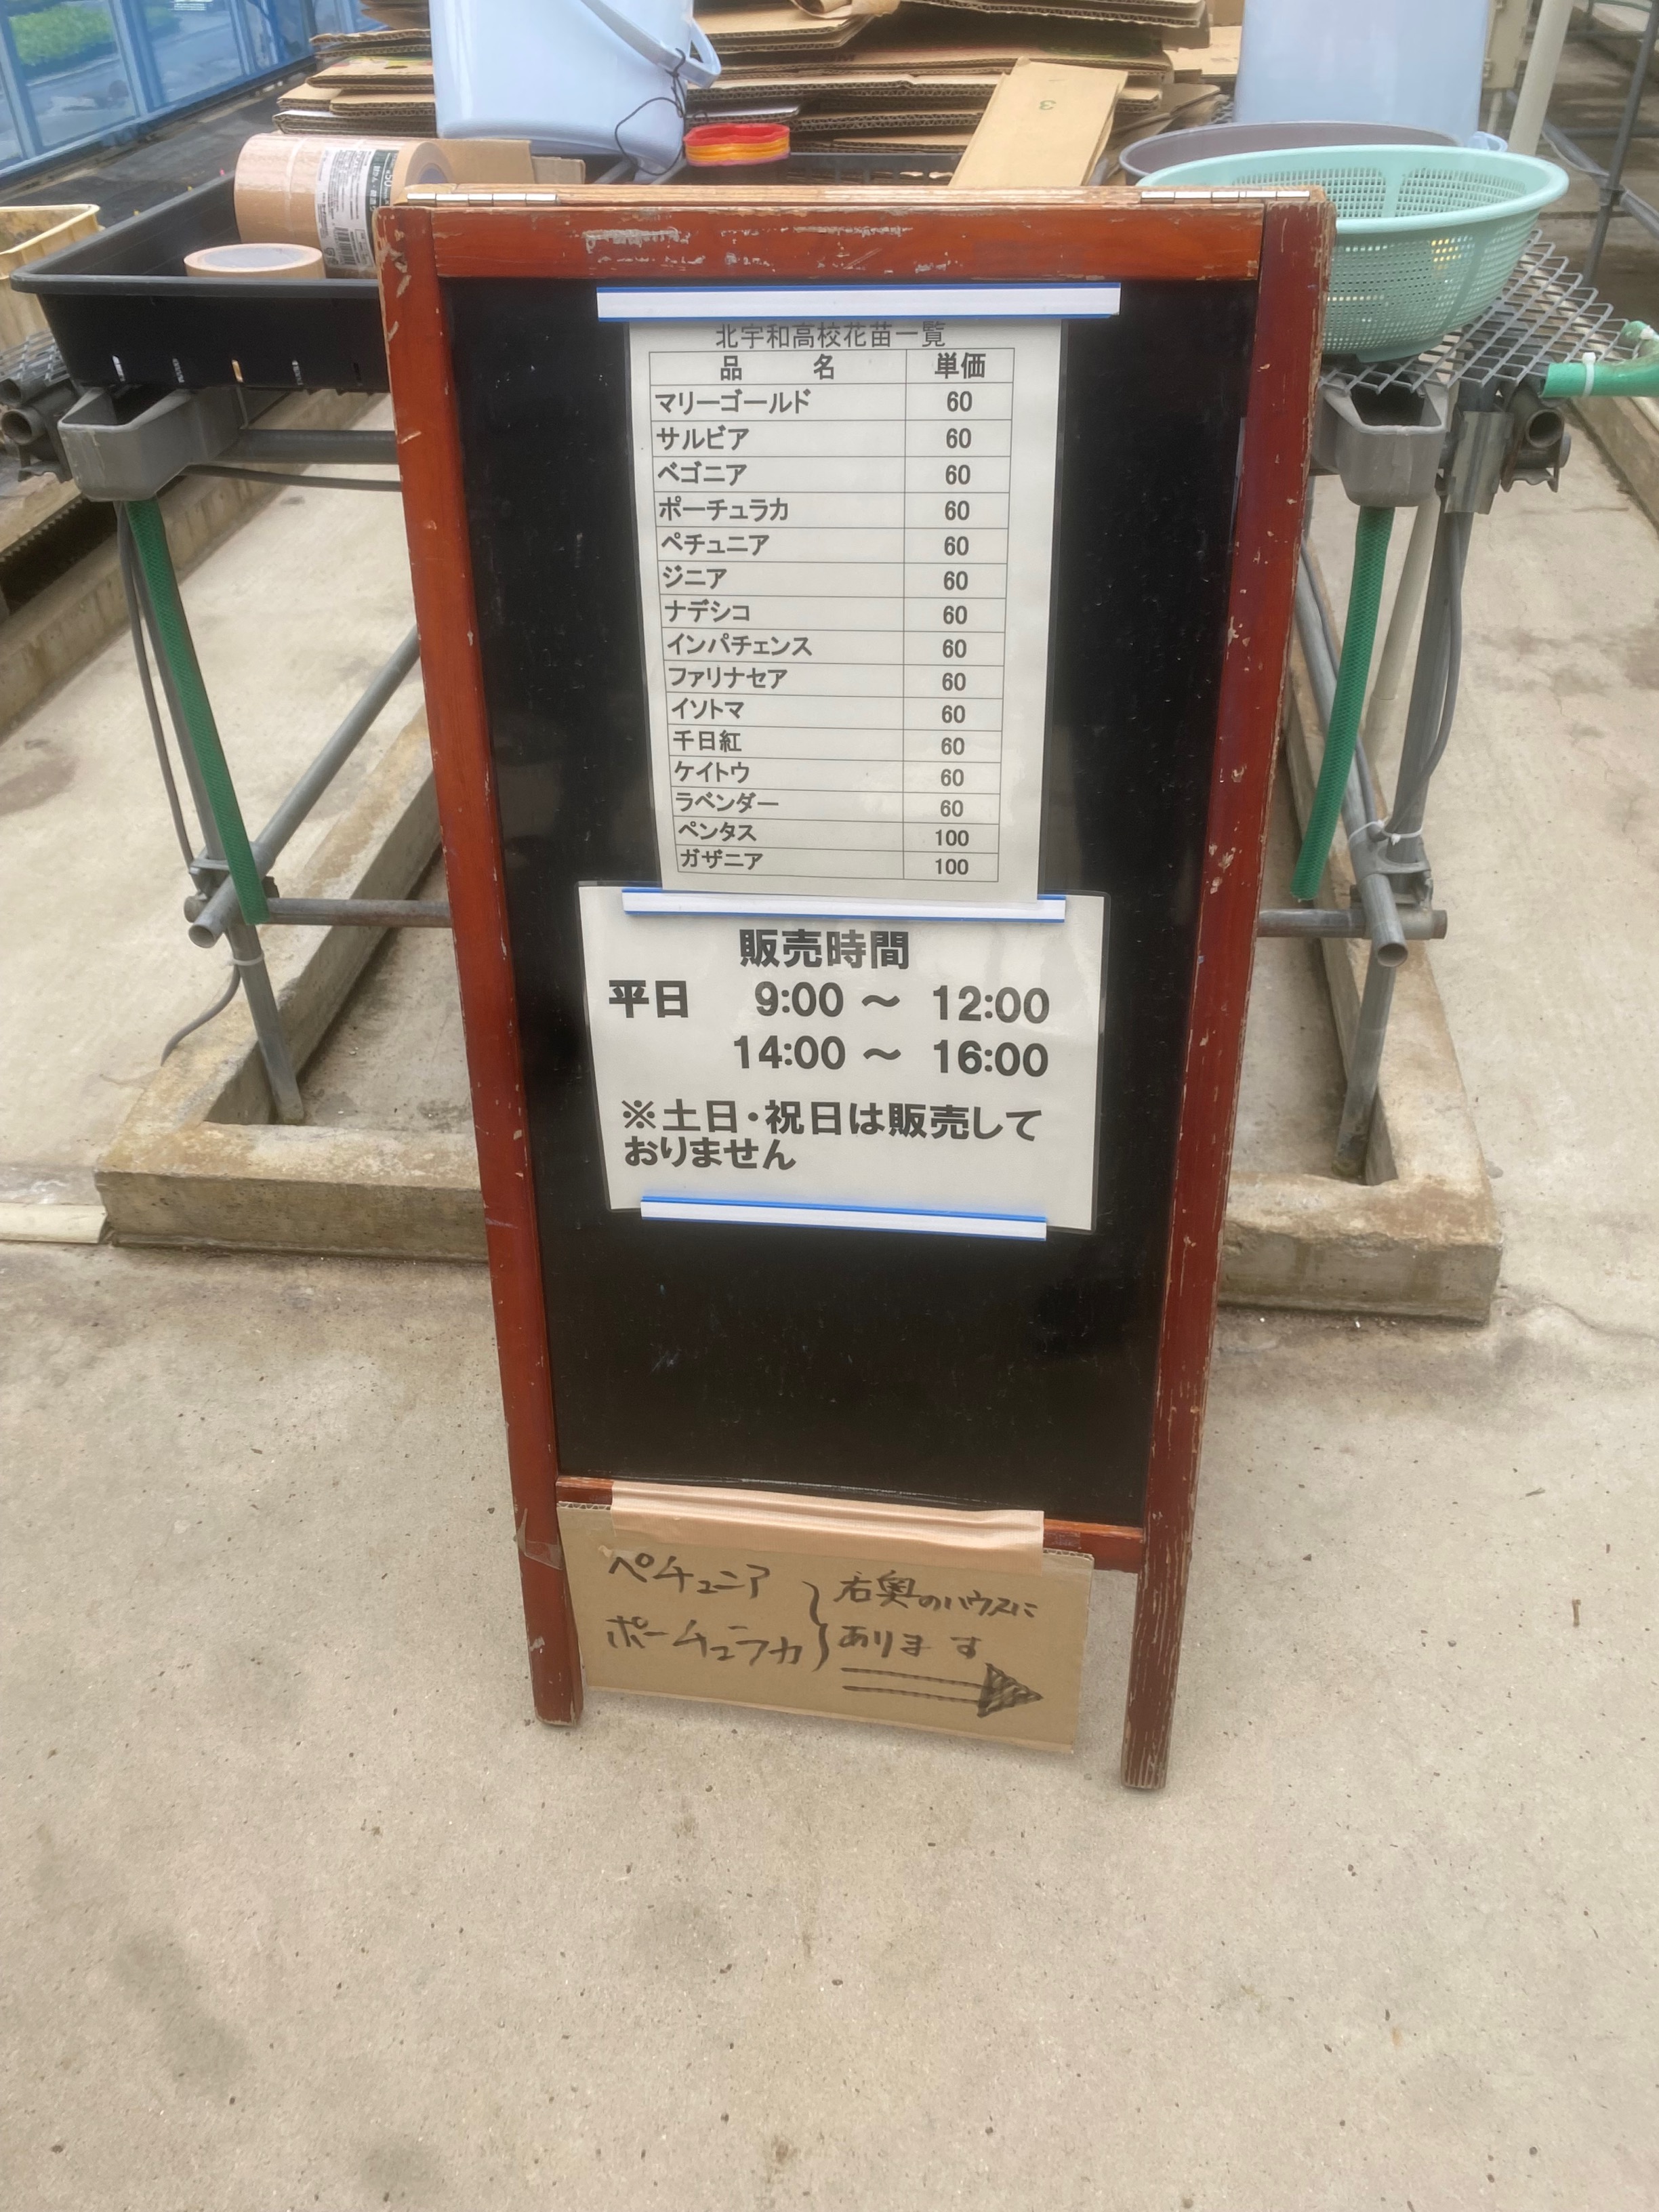 北宇和高校花苗一覧
品名 単価
マリーゴールド 60
サルビア 60
ベゴニア 60
ポーチュラカ 60
ペチュニア 60
ジニア 60
ナデシコ 60
インパチェンス 60
ファリナセア 60
イソトマ 60
千日紅 60
ケイトウ 60
ラベンダー 60
ペンタス 100
ガザニア 100
販売時間
平日 9:00 ～ 12:00
14:00 ～ 16:00
※土日・祝日は販売して
おりません
ペチュニア
ポーチュラカ
右奥のハウスに
あります